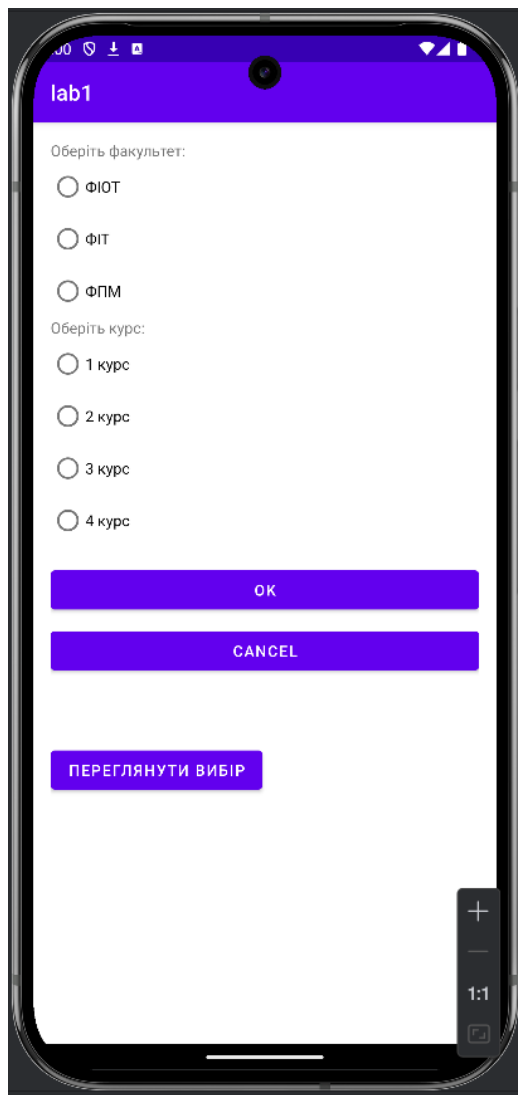 :00
lab1
Оберіть факультет:
ФІОТ
ФІТ
ФПМ
Оберіть курс:
1 курс
2 курс
3 курс
4 курс
OK
CANCEL
ПЕРЕГЛЯНУТИ ВИБІР
1:1